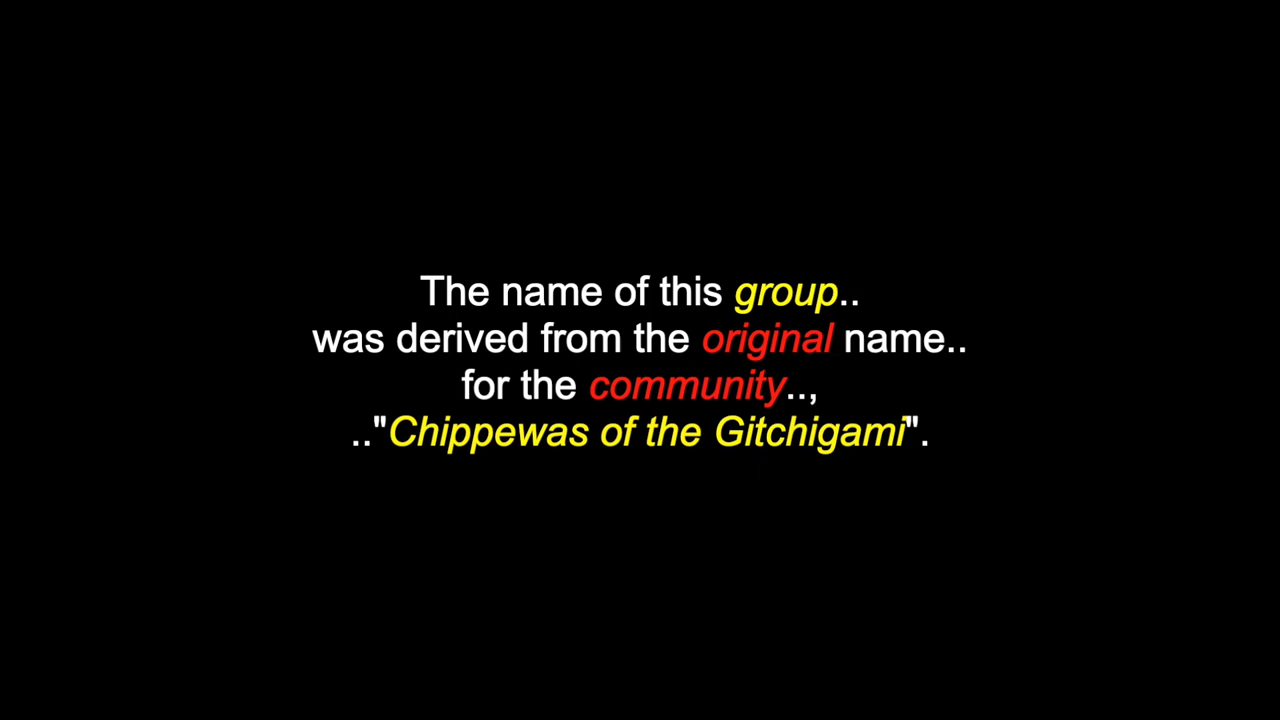 The name of this group..
was derived from the original name..
for the community..,
.."Chippewas of the Gitchigami".